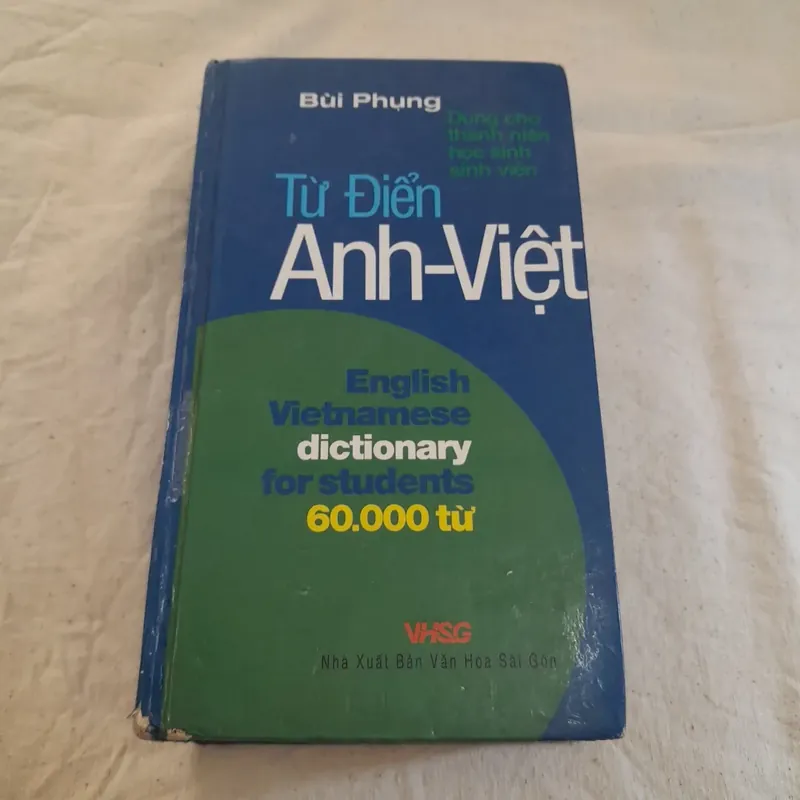 Bùi Phụng
Dùng cho
thanh niên
học sinh
sinh viên
Từ Điển
Anh-Việt
English
Vietnamese
dictionary
for students
60.000 từ
VHSG
Nhà Xuất Bản Văn Hóa Sài Gòn